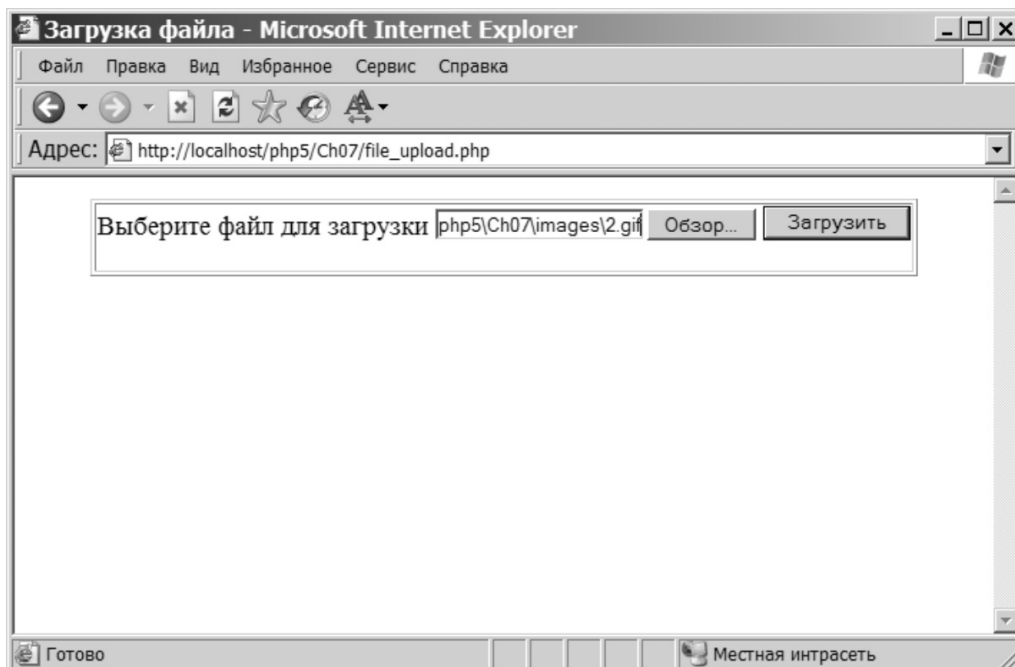 Загрузка файла - Microsoft Internet Explorer
Файл Правка Вид Избранное Сервис Справка
Адрес: http://localhost/php5/Ch07/file_upload.php
Выберите файл для загрузки php5\Ch07\images\2.gif Обзор... Загрузить
Готово Местная интрасеть